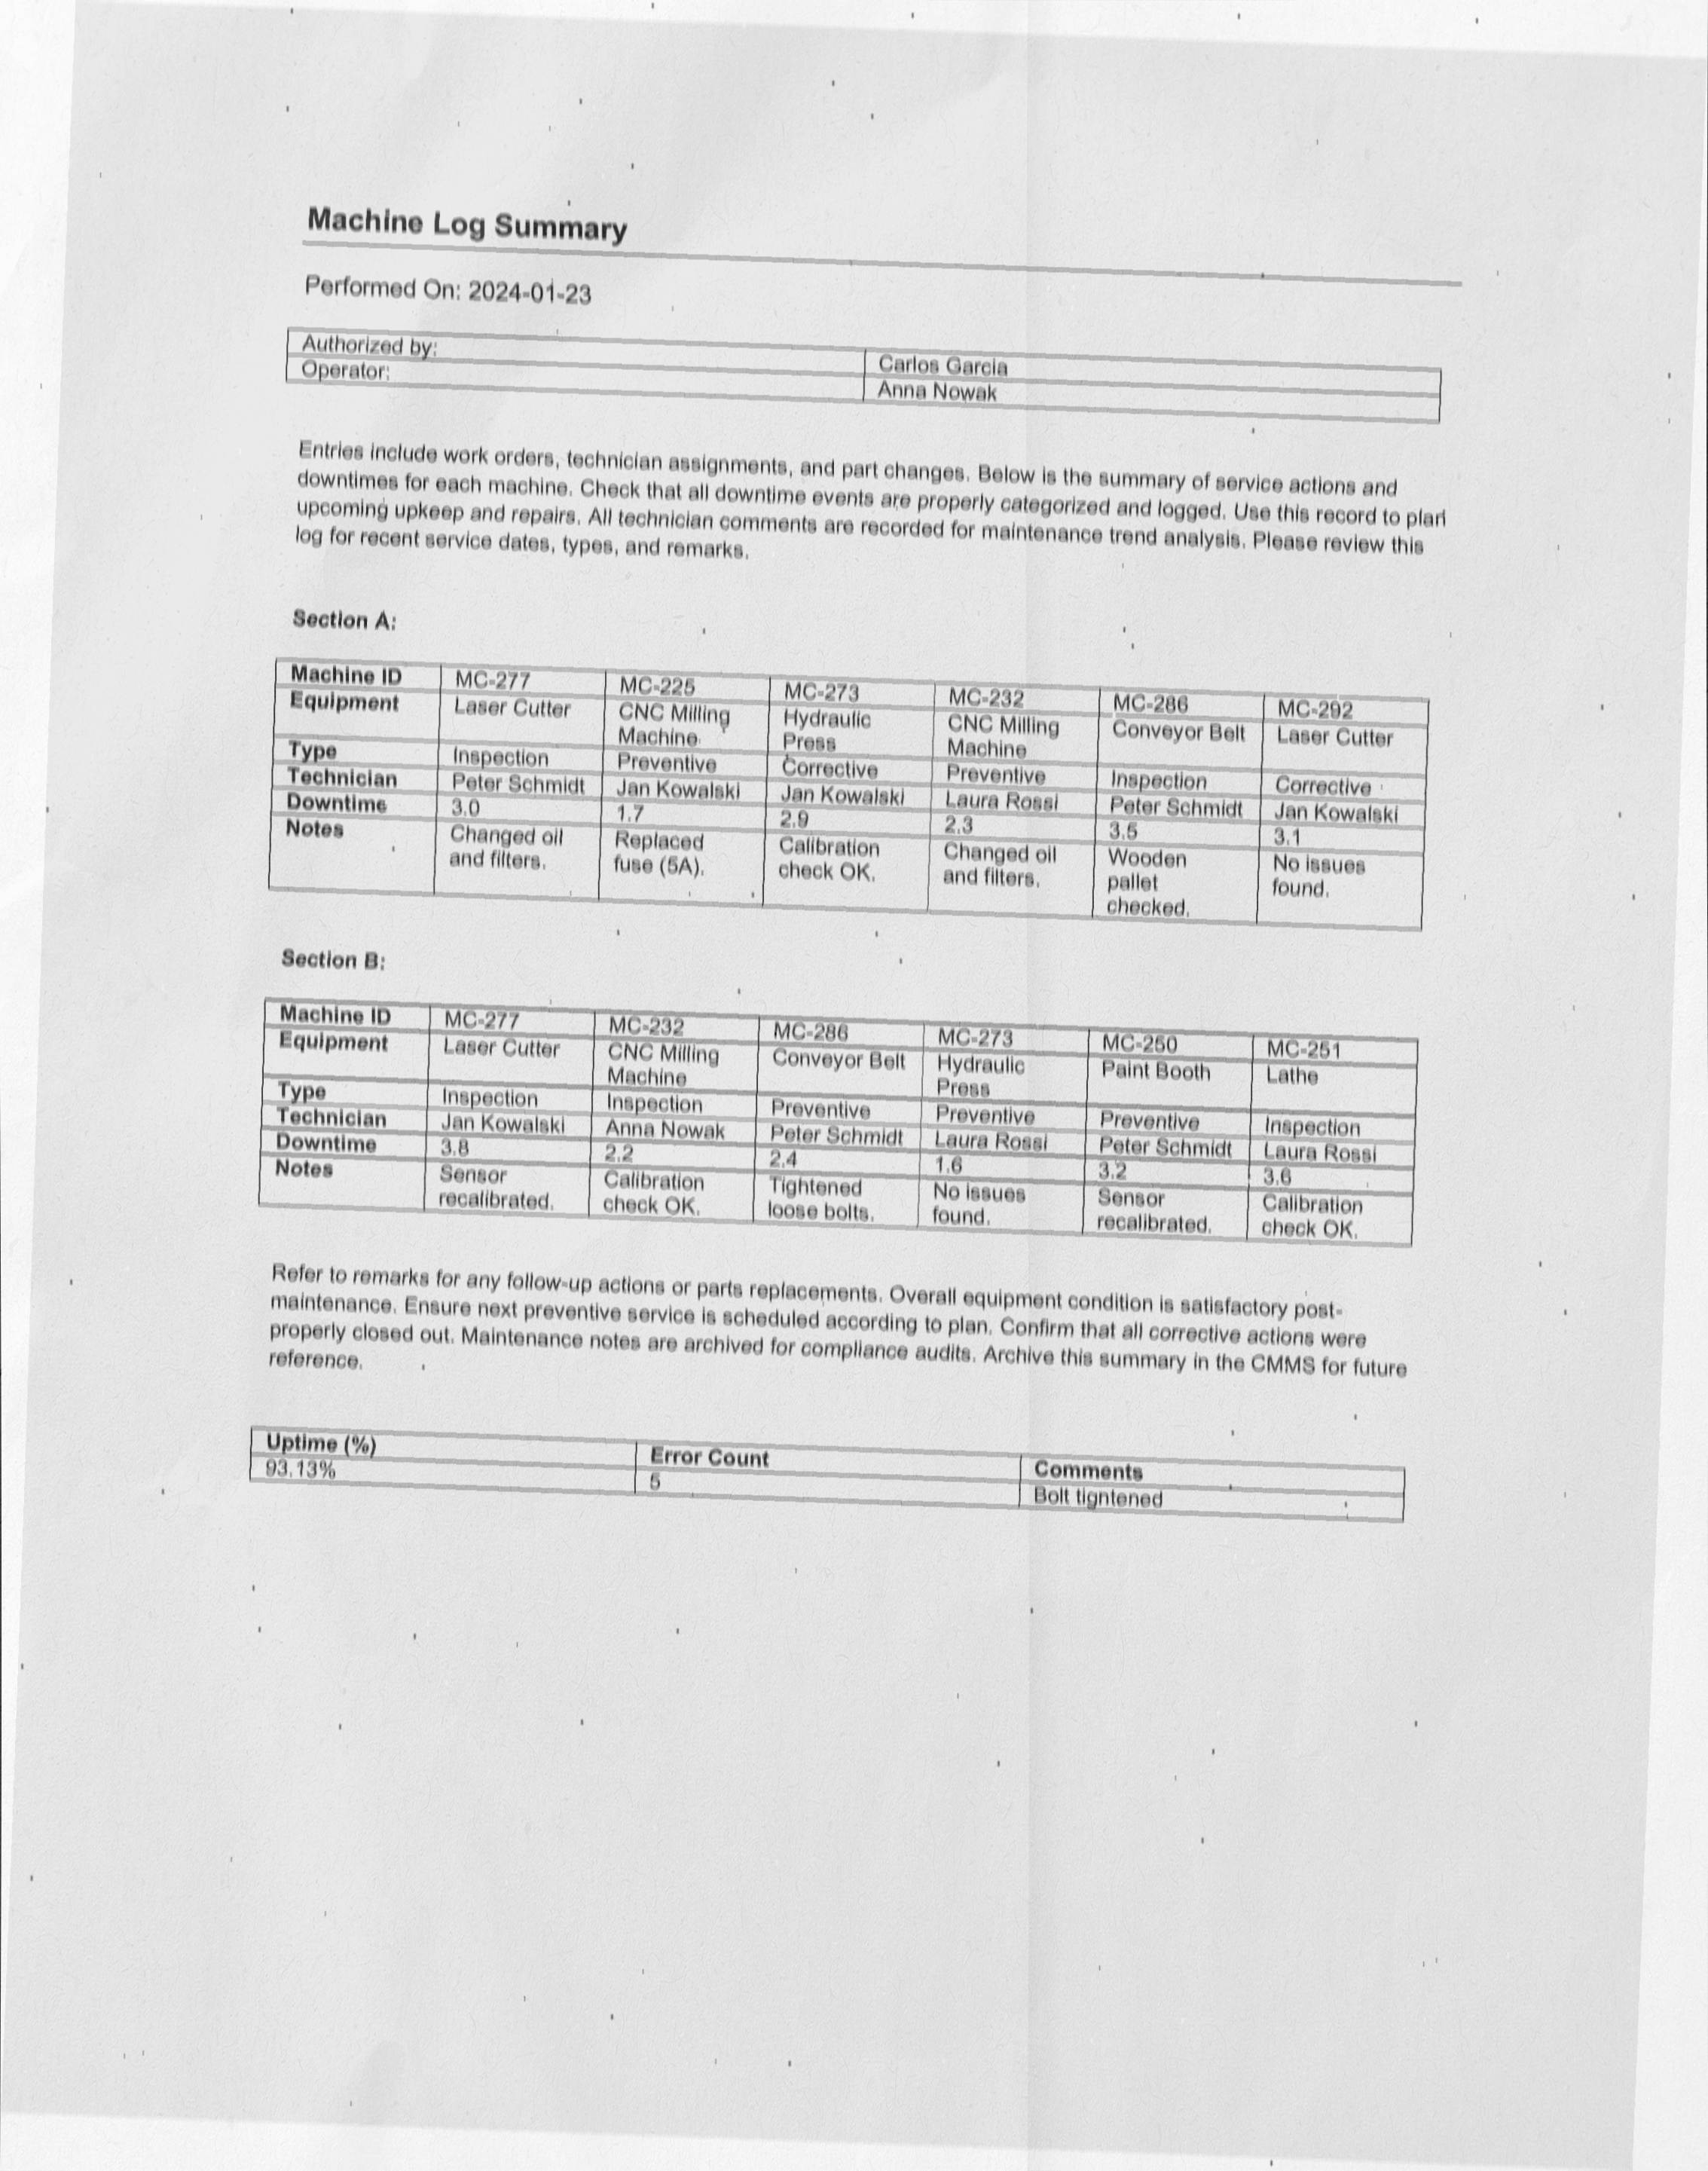 Machine Log Summary
Performed On: 2024-01-23
Authorized by: Carlos Garcia
Operator: Anna Nowak
Entries include work orders, technician assignments, and part changes. Below is the summary of service actions and
downtimes for each machine. Check that all downtime events are properly categorized and logged. Use this record to plan
upcoming upkeep and repairs. All technician comments are recorded for maintenance trend analysis. Please review this
log for recent service dates, types, and remarks.
Section A:
Machine ID MC-277 MC-225 MC-273 MC-232 MC-286 MC-292
Equipment Laser Cutter CNC Milling Hydraulic CNC Milling Conveyor Belt Laser Cutter
Machine Press Machine
Type Inspection Preventive Corrective Preventive Inspection Corrective
Technician Peter Schmidt Jan Kowalski Jan Kowalski Laura Rossi Peter Schmidt Jan Kowalski
Downtime 3.0 1.7 2.9 2.3 3.5 3.1
Notes Changed oil Replaced Calibration Changed oil Wooden No issues
and filters. fuse (5A). check OK. and filters. pallet found.
checked.
Section B:
Machine ID MC-277 MC-232 MC-286 MC-273 MC-250 MC-251
Equipment Laser Cutter CNC Milling Conveyor Belt Hydraulic Paint Booth Lathe
Machine Press
Type Inspection Inspection Preventive Preventive Preventive Inspection
Technician Jan Kowalski Anna Nowak Peter Schmidt Laura Rossi Peter Schmidt Laura Rossi
Downtime 3.8 2.2 2.4 1.6 3.2 3.6
Notes Sensor Calibration Tightened No issues Sensor Calibration
recalibrated. check OK. loose bolts. found. recalibrated. check OK.
Refer to remarks for any follow-up actions or parts replacements. Overall equipment condition is satisfactory post-
maintenance. Ensure next preventive service is scheduled according to plan. Confirm that all corrective actions were
properly closed out. Maintenance notes are archived for compliance audits. Archive this summary in the CMMS for future
reference.
Uptime (%) Error Count Comments
93.13% 5 Bolt tigntened